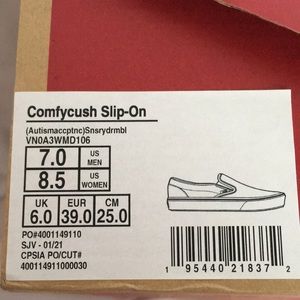 Comfycush Slip-On
(Autismaccptnc)Snsrydrmbl
VN0A3WMD106
7.0 US MEN
8.5 US WOMEN
UK EUR CM
6.0 39.0 25.0
PO#4001149110
SJV - 01/21
CPSIA PO/CUT#
400114911000030
1 95440 21837 2